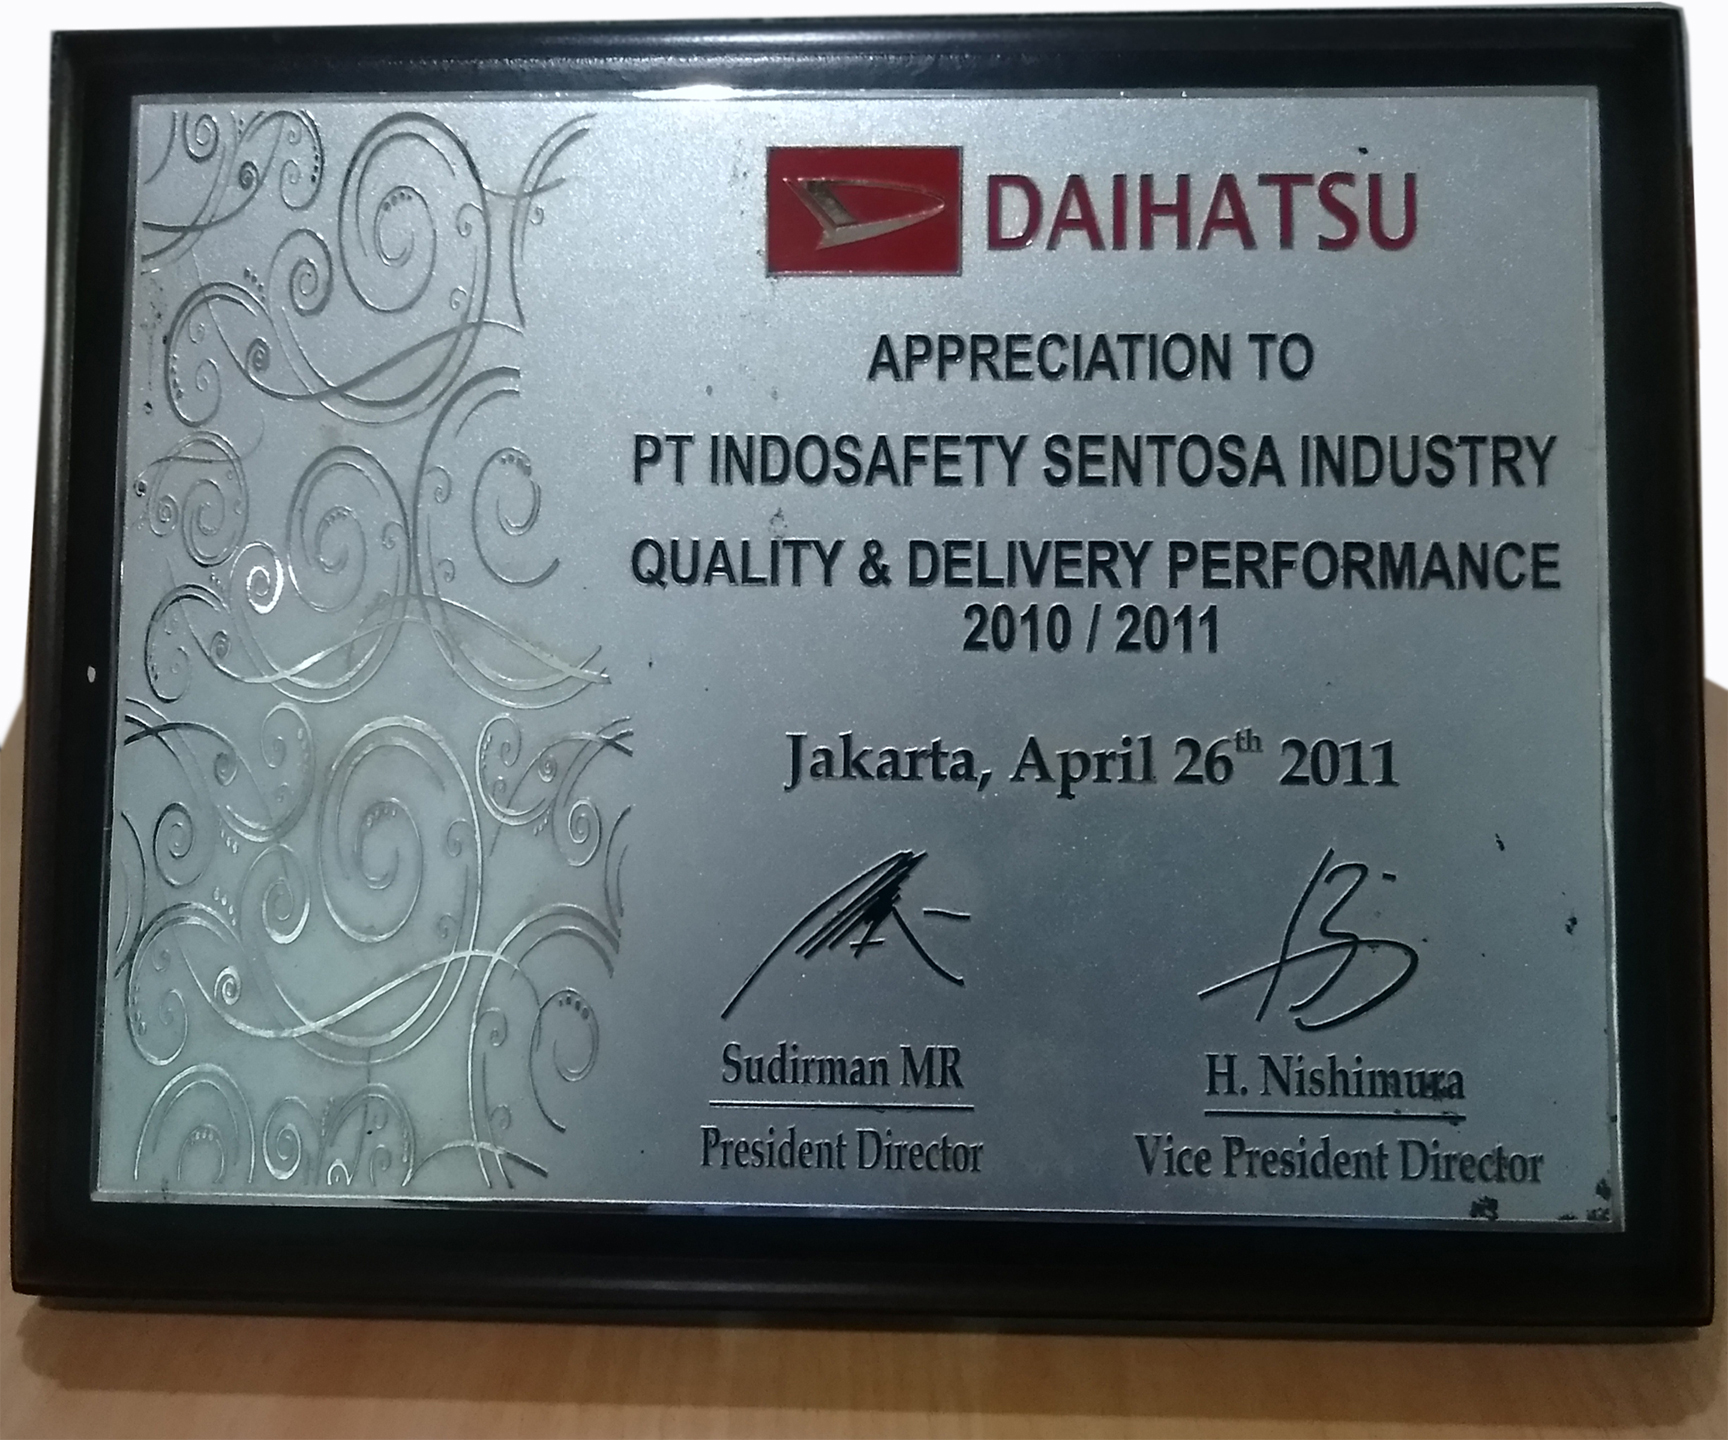 DAIHATSU
APPRECIATION TO
PT INDOSAFETY SENTOSA INDUSTRY
QUALITY & DELIVERY PERFORMANCE
2010 / 2011
Jakarta, April 26th 2011
Sudirman MR
President Director
H. Nishimura
Vice President Director